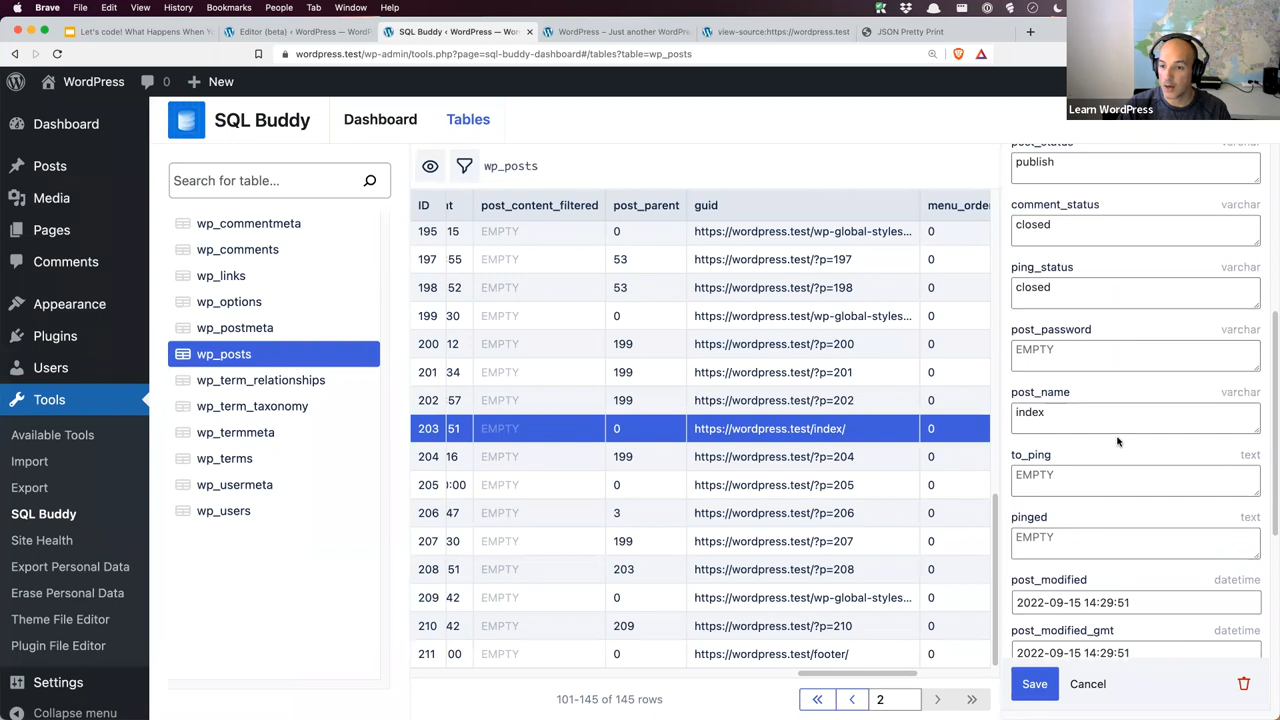 Brave File Edit View History Bookmarks People Tab Window Help
Let's code! What Happens When Y
Editor (beta) ‹ WordPress — Wor
SQL Buddy ‹ WordPress — Wor
WordPress – Just another WordPre
view-source:https://wordpress.test
JSON Pretty Print
wordpress.test/wp-admin/tools.php?page=sql-buddy-dashboard#/tables?table=wp_posts
Learn WordPress
WordPress 0 New
Dashboard
Posts
Media
Pages
Comments
Appearance
Plugins
Users
Tools
Available Tools
Import
Export
SQL Buddy
Site Health
Export Personal Data
Erase Personal Data
Theme File Editor
Plugin File Editor
Settings
Collapse menu
SQL Buddy Dashboard Tables
Search for table...
wp_commentmeta
wp_comments
wp_links
wp_options
wp_postmeta
wp_posts
wp_term_relationships
wp_term_taxonomy
wp_termmeta
wp_terms
wp_usermeta
wp_users
wp_posts
ID post_content_filtered post_parent guid menu_order
195 15 EMPTY 0 https://wordpress.test/wp-global-styles... 0
197 55 EMPTY 53 https://wordpress.test/?p=197 0
198 52 EMPTY 53 https://wordpress.test/?p=198 0
199 30 EMPTY 0 https://wordpress.test/wp-global-styles... 0
200 12 EMPTY 199 https://wordpress.test/?p=200 0
201 34 EMPTY 199 https://wordpress.test/?p=201 0
202 57 EMPTY 199 https://wordpress.test/?p=202 0
203 51 EMPTY 0 https://wordpress.test/index/ 0
204 16 EMPTY 199 https://wordpress.test/?p=204 0
205 0:00 EMPTY 0 https://wordpress.test/?p=205 0
206 47 EMPTY 3 https://wordpress.test/?p=206 0
207 30 EMPTY 199 https://wordpress.test/?p=207 0
208 51 EMPTY 203 https://wordpress.test/?p=208 0
209 42 EMPTY 0 https://wordpress.test/wp-global-styles... 0
210 42 EMPTY 209 https://wordpress.test/?p=210 0
211 00 EMPTY 0 https://wordpress.test/footer/ 0
101-145 of 145 rows
2
post_status varchar
publish
comment_status varchar
closed
ping_status varchar
closed
post_password varchar
EMPTY
post_name varchar
index
to_ping text
EMPTY
pinged text
EMPTY
post_modified datetime
2022-09-15 14:29:51
post_modified_gmt datetime
2022-09-15 14:29:51
Save Cancel